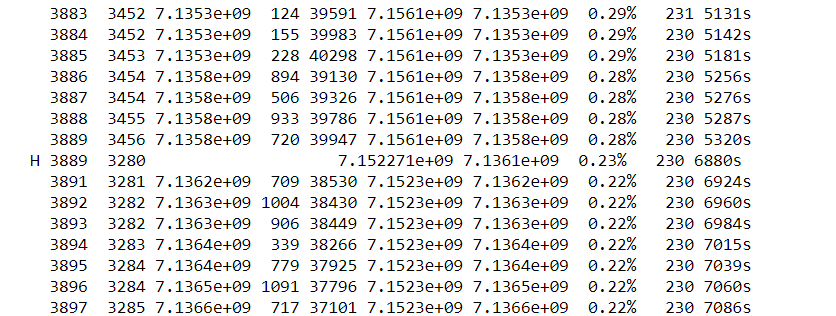 3883 3452 7.1353e+09 124 39591 7.1561e+09 7.1353e+09 0.29% 231 5131s
3884 3452 7.1353e+09 155 39983 7.1561e+09 7.1353e+09 0.29% 230 5142s
3885 3453 7.1353e+09 228 40298 7.1561e+09 7.1353e+09 0.29% 230 5181s
3886 3454 7.1358e+09 894 39130 7.1561e+09 7.1358e+09 0.28% 230 5256s
3887 3454 7.1358e+09 506 39326 7.1561e+09 7.1358e+09 0.28% 230 5276s
3888 3455 7.1358e+09 933 39786 7.1561e+09 7.1358e+09 0.28% 230 5287s
3889 3456 7.1358e+09 720 39947 7.1561e+09 7.1358e+09 0.28% 230 5320s
H 3889 3280 7.152271e+09 7.1361e+09 0.23% 230 6880s
3891 3281 7.1362e+09 709 38530 7.1523e+09 7.1362e+09 0.22% 230 6924s
3892 3282 7.1363e+09 1004 38430 7.1523e+09 7.1363e+09 0.22% 230 6960s
3893 3282 7.1363e+09 906 38449 7.1523e+09 7.1363e+09 0.22% 230 6984s
3894 3283 7.1364e+09 339 38266 7.1523e+09 7.1364e+09 0.22% 230 7015s
3895 3284 7.1364e+09 779 37925 7.1523e+09 7.1364e+09 0.22% 230 7039s
3896 3284 7.1365e+09 1091 37796 7.1523e+09 7.1365e+09 0.22% 230 7060s
3897 3285 7.1366e+09 717 37101 7.1523e+09 7.1366e+09 0.22% 230 7086s